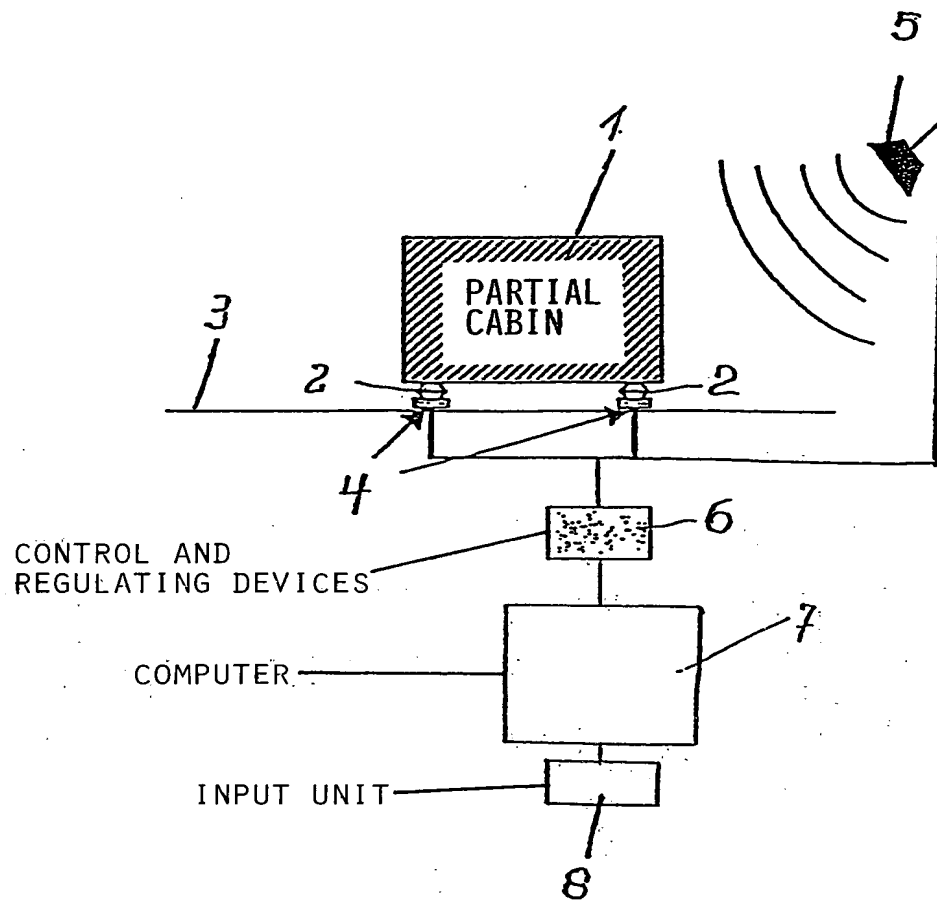 5
1
PARTIAL
CABIN
3
2
2
4
6
CONTROL AND
REGULATING DEVICES
7
COMPUTER
INPUT UNIT
8